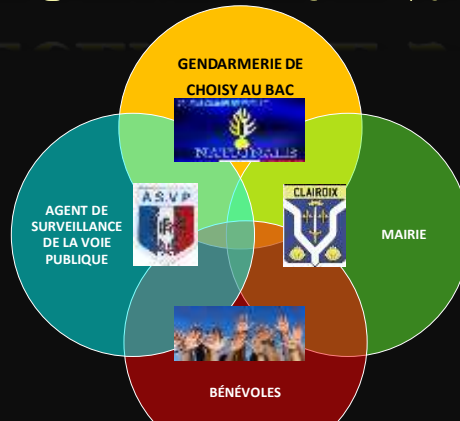 GENDARMERIE DE
CHOISY AU BAC
NATIONALE
A.S.V.P
CLAIROIX
AGENT DE
SURVEILLANCE
DE LA VOIE
PUBLIQUE
MAIRIE
BÉNÉVOLES